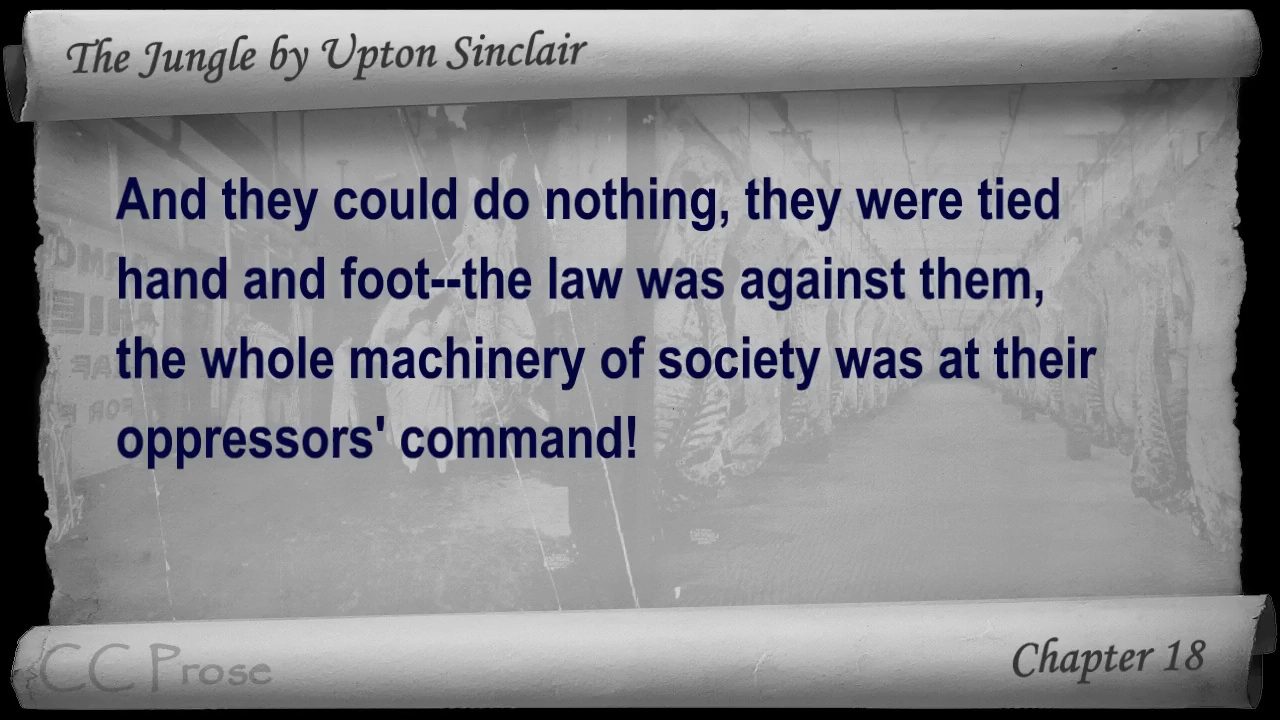 The Jungle by Upton Sinclair
And they could do nothing, they were tied
hand and foot--the law was against them,
the whole machinery of society was at their
oppressors' command!
CC Prose
Chapter 18